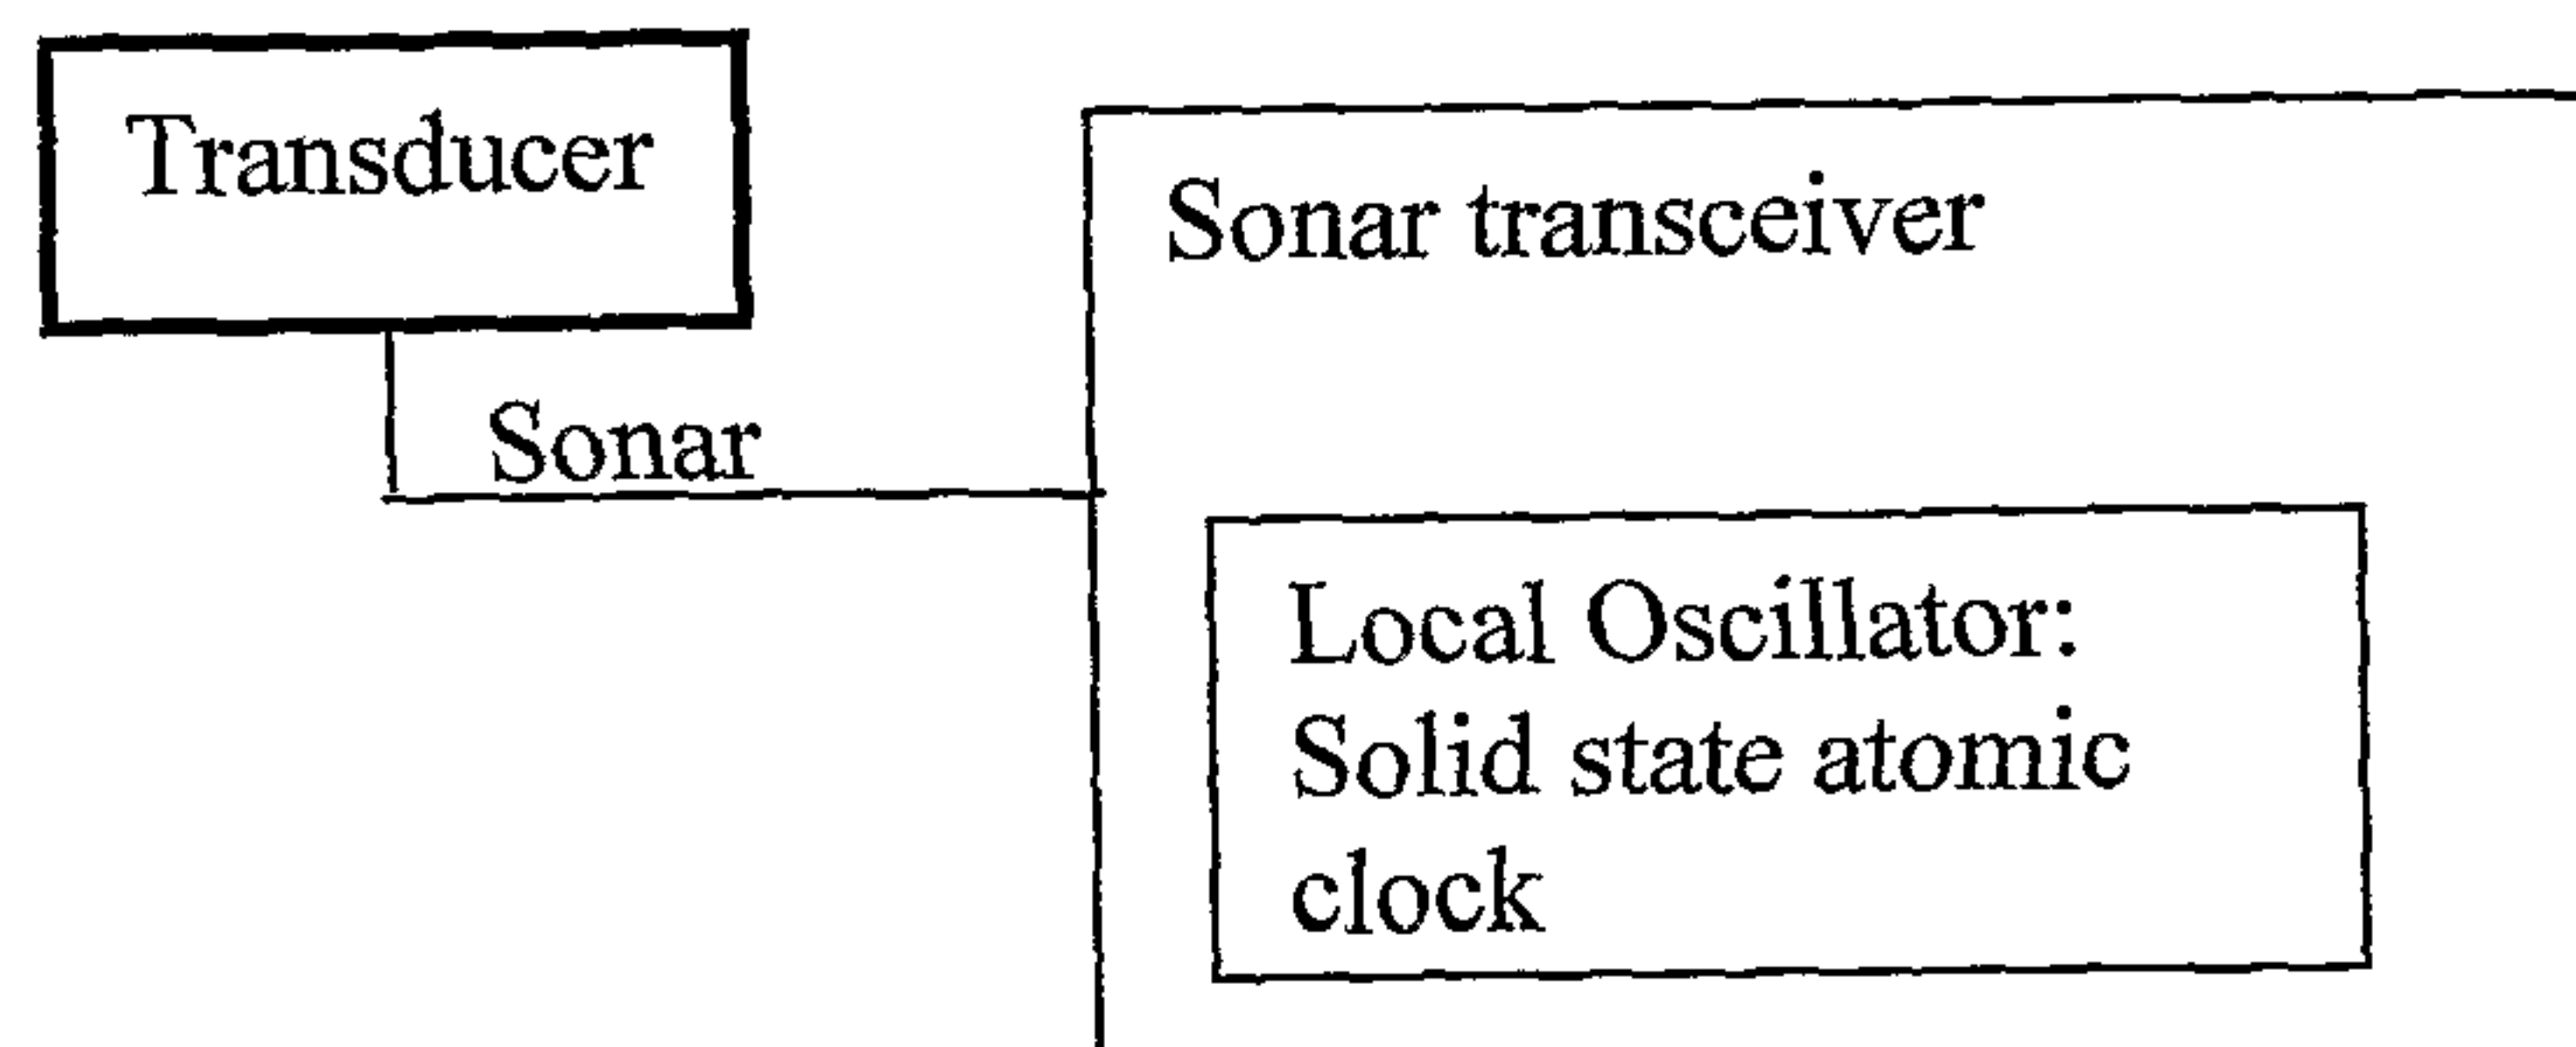 Transducer
Sonar transceiver
Sonar
Local Oscillator:
Solid state atomic
clock